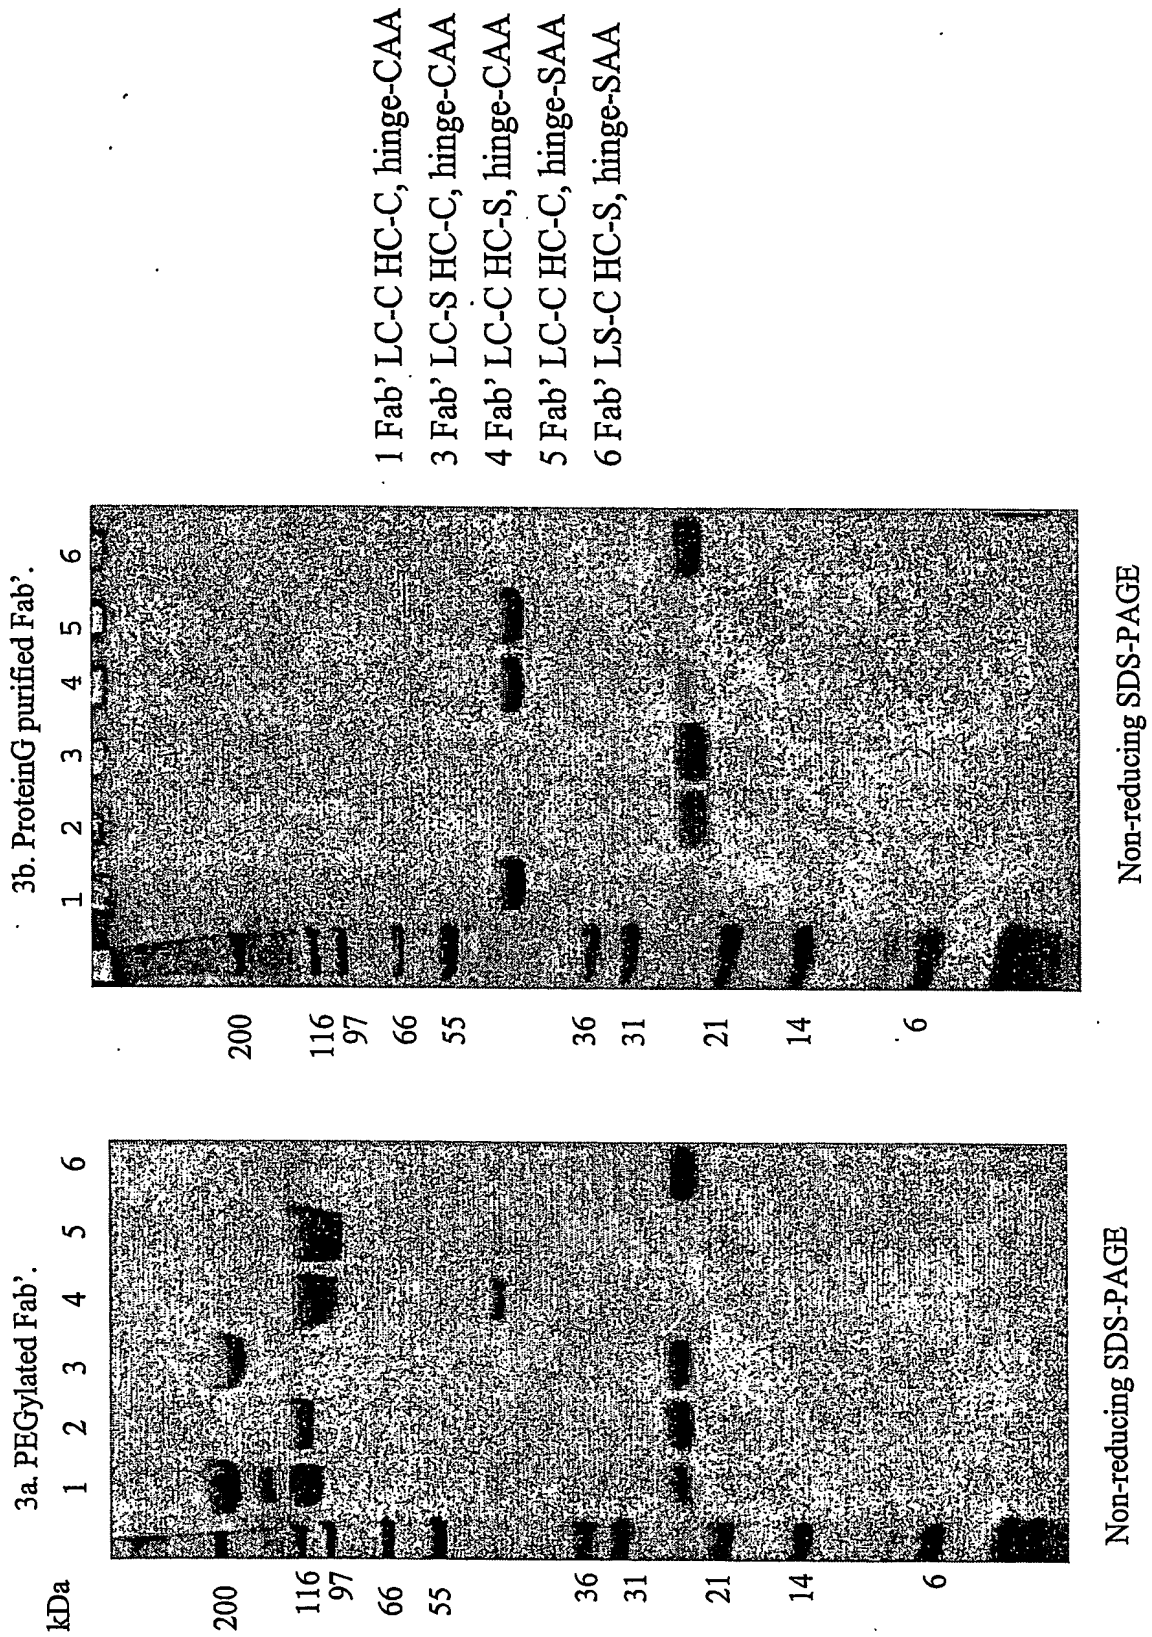 3a. PEGylated Fab'.
kDa
1 2 3 4 5 6
200
116
97
66
55
36
31
21
14
6
Non-reducing SDS-PAGE
3b. ProteinG purified Fab'.
1 2 3 4 5 6
200
116
97
66
55
36
31
21
14
6
Non-reducing SDS-PAGE
1 Fab' LC-C HC-C, hinge-CAA
3 Fab' LC-S HC-C, hinge-CAA
4 Fab' LC-C HC-S, hinge-CAA
5 Fab' LC-C HC-C, hinge-SAA
6 Fab' LS-C HC-S, hinge-SAA